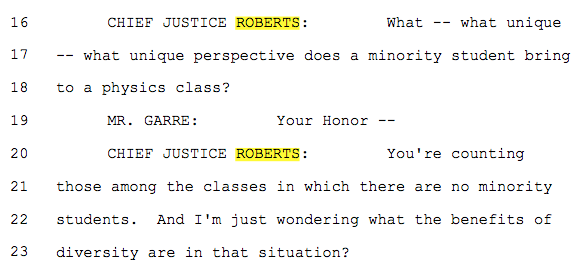 16 CHIEF JUSTICE ROBERTS: What -- what unique
17 -- what unique perspective does a minority student bring
18 to a physics class?
19 MR. GARRE: Your Honor --
20 CHIEF JUSTICE ROBERTS: You're counting
21 those among the classes in which there are no minority
22 students. And I'm just wondering what the benefits of
23 diversity are in that situation?